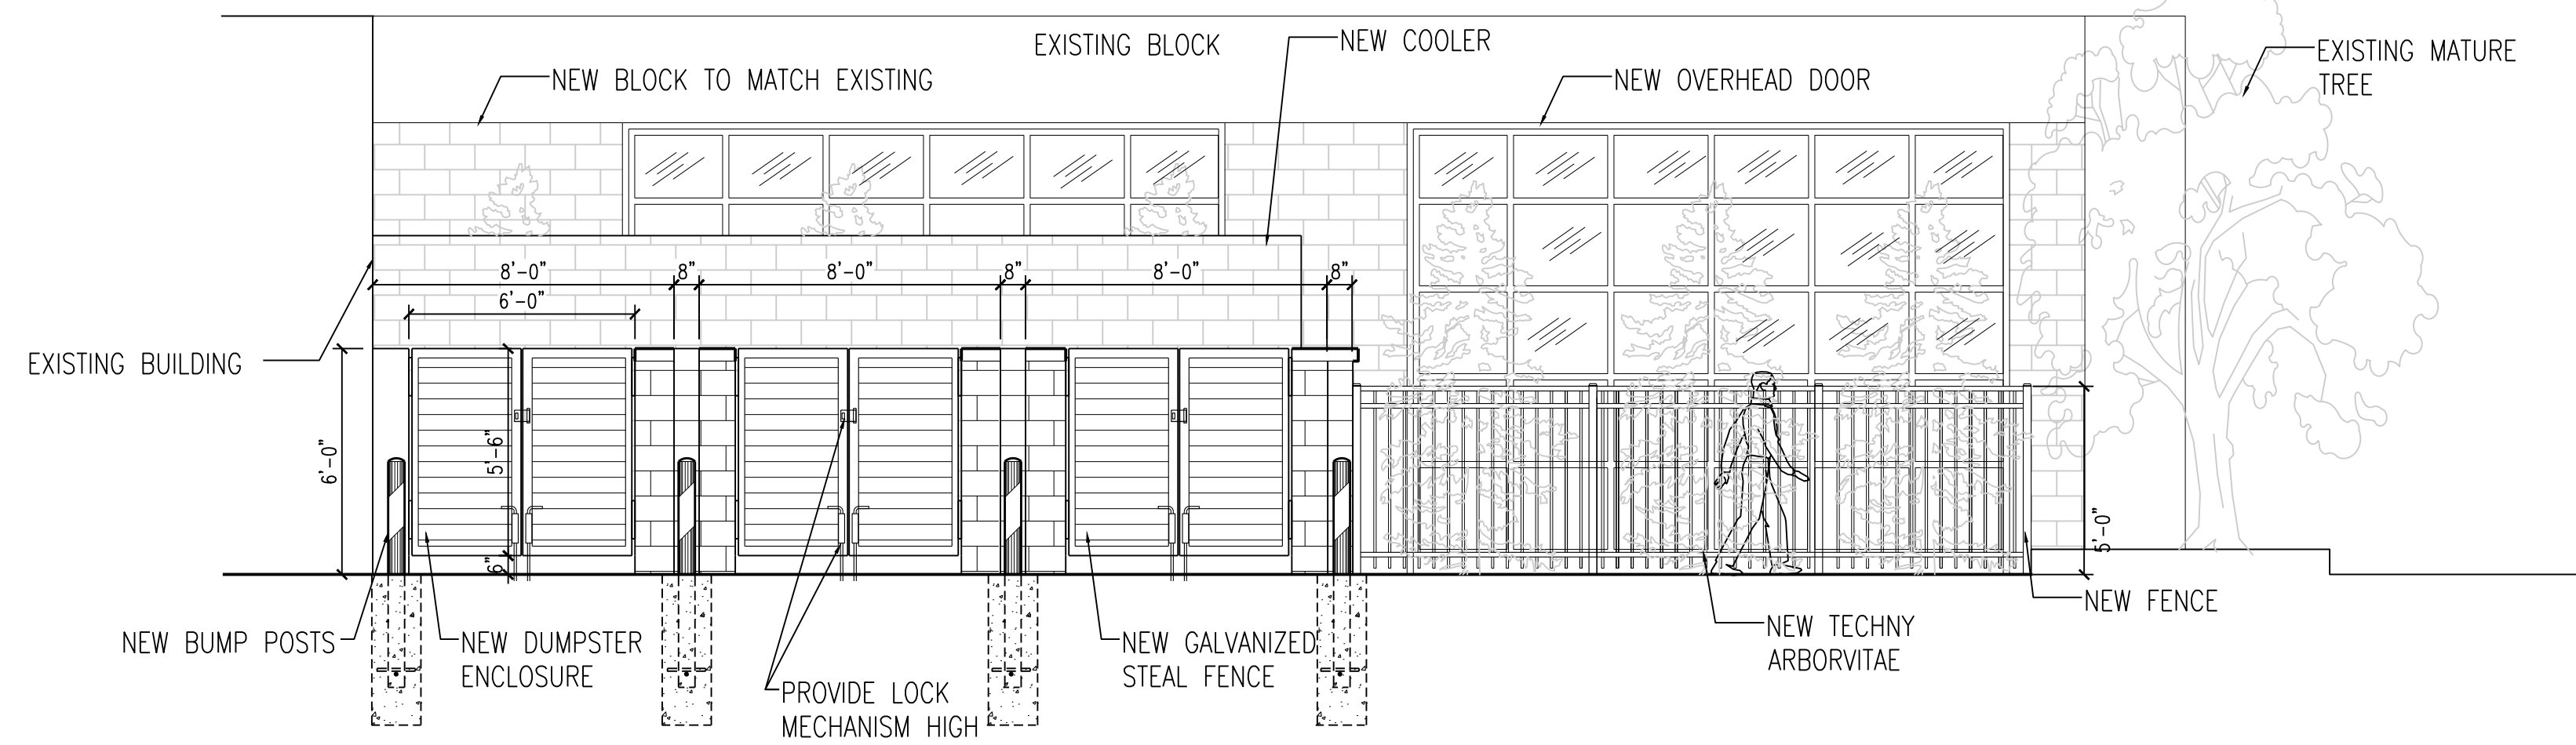 EXISTING BLOCK
NEW COOLER
EXISTING MATURE
TREE
NEW BLOCK TO MATCH EXISTING
NEW OVERHEAD DOOR
8'-0"
8"
8'-0"
8"
8'-0"
8"
6'-0"
EXISTING BUILDING
6'-0"
5'-6"
6"
5'-0"
NEW FENCE
NEW BUMP POSTS
NEW DUMPSTER
ENCLOSURE
PROVIDE LOCK
MECHANISM HIGH
NEW GALVANIZED
STEAL FENCE
NEW TECHNY
ARBORVITAE